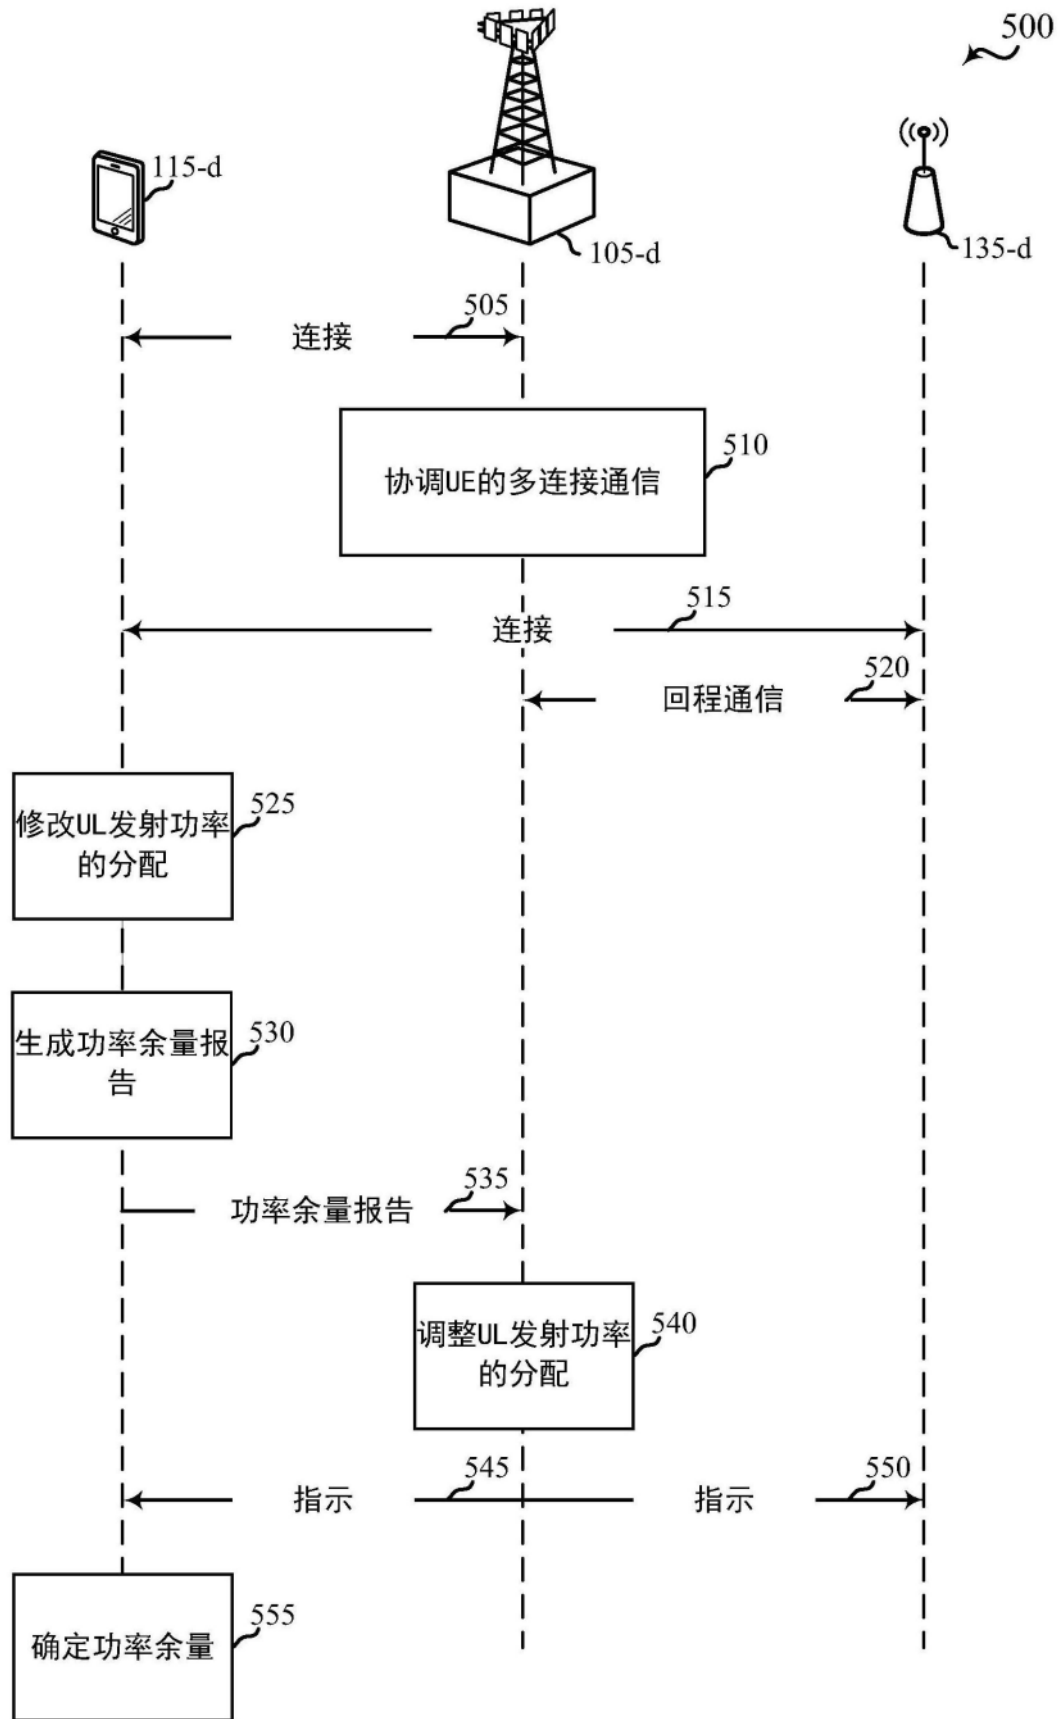 500
115-d
105-d
135-d
505
连接
510
协调UE的多连接通信
515
连接
520
回程通信
525
修改UL发射功率
的分配
530
生成功率余量报
告
535
功率余量报告
540
调整UL发射功率
的分配
545
550
指示
指示
555
确定功率余量